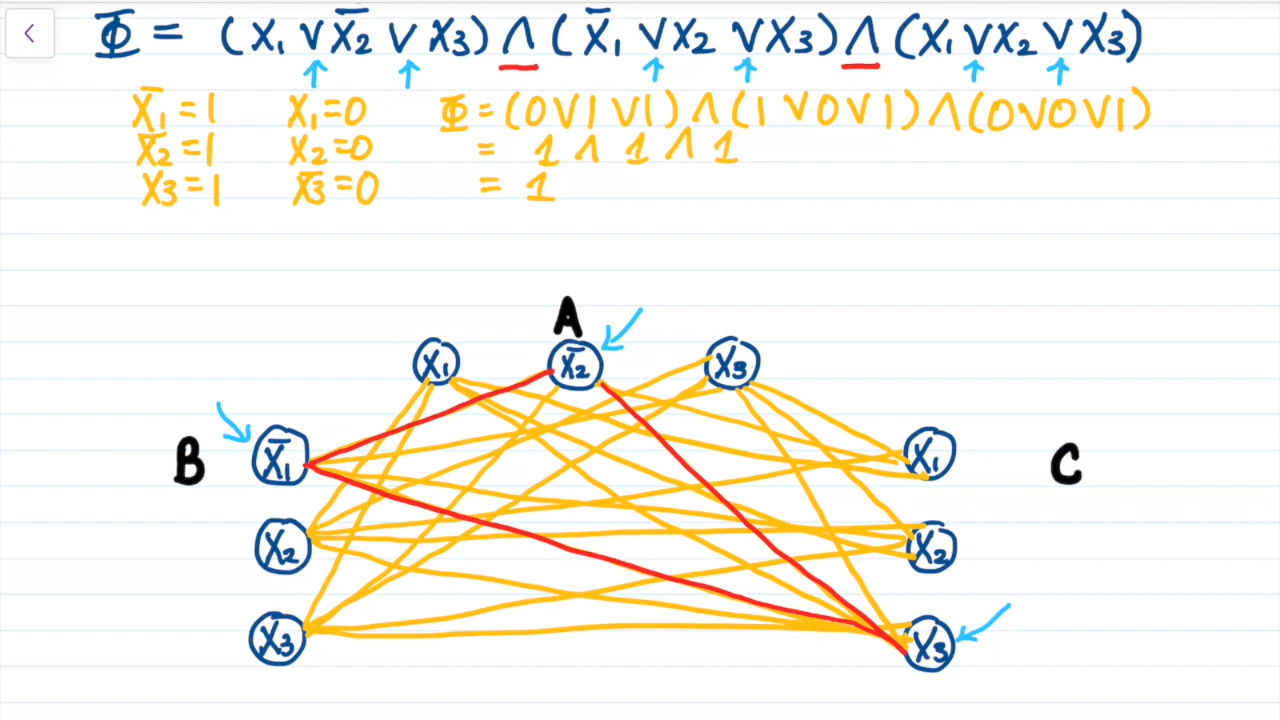 Φ = (X₁ ∨ X̄₂ ∨ X₃) ∧ (X̄₁ ∨ X₂ ∨ X₃) ∧ (X₁ ∨ X₂ ∨ X₃)
X̄₁ = 1 X₁ = 0 Φ = (0 ∨ 1 ∨ 1) ∧ (1 ∨ 0 ∨ 1) ∧ (0 ∨ 0 ∨ 1)
X̄₂ = 1 X₂ = 0 = 1 ∧ 1 ∧ 1
X₃ = 1 X̄₃ = 0 = 1
A
X₁ X̄₂ X₃
B X̄₁ X₁ C
X₂ X₂
X₃ X₃